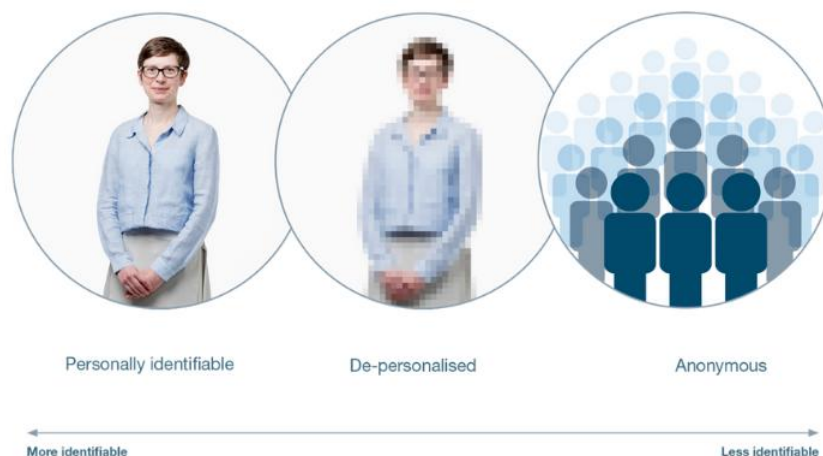 Personally identifiable
De-personalised
Anonymous
More identifiable
Less identifiable